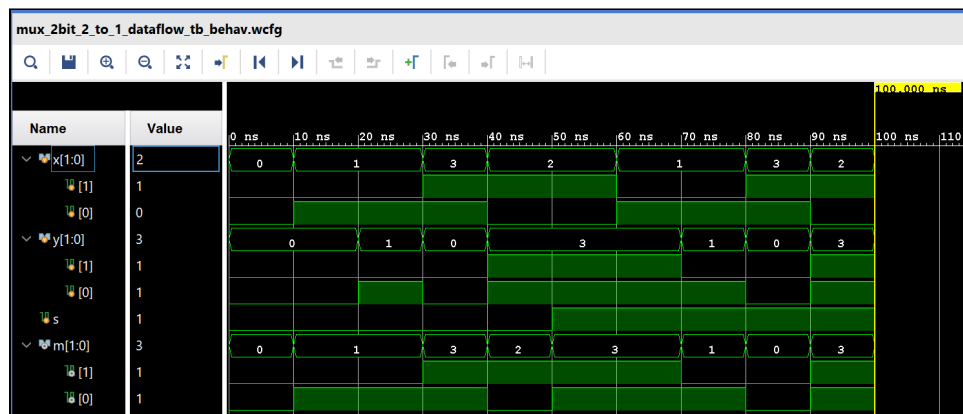 mux_2bit_2_to_1_dataflow_tb_behav.wcfg
100.000 ns
Name Value 0 ns 10 ns 20 ns 30 ns 40 ns 50 ns 60 ns 70 ns 80 ns 90 ns 100 ns 110
x[1:0] 2 0 1 3 2 1 3 2
[1] 1
[0] 0
y[1:0] 3 0 1 0 3 1 0 3
[1] 1
[0] 1
s 1
m[1:0] 3 0 1 3 2 3 1 0 3
[1] 1
[0] 1